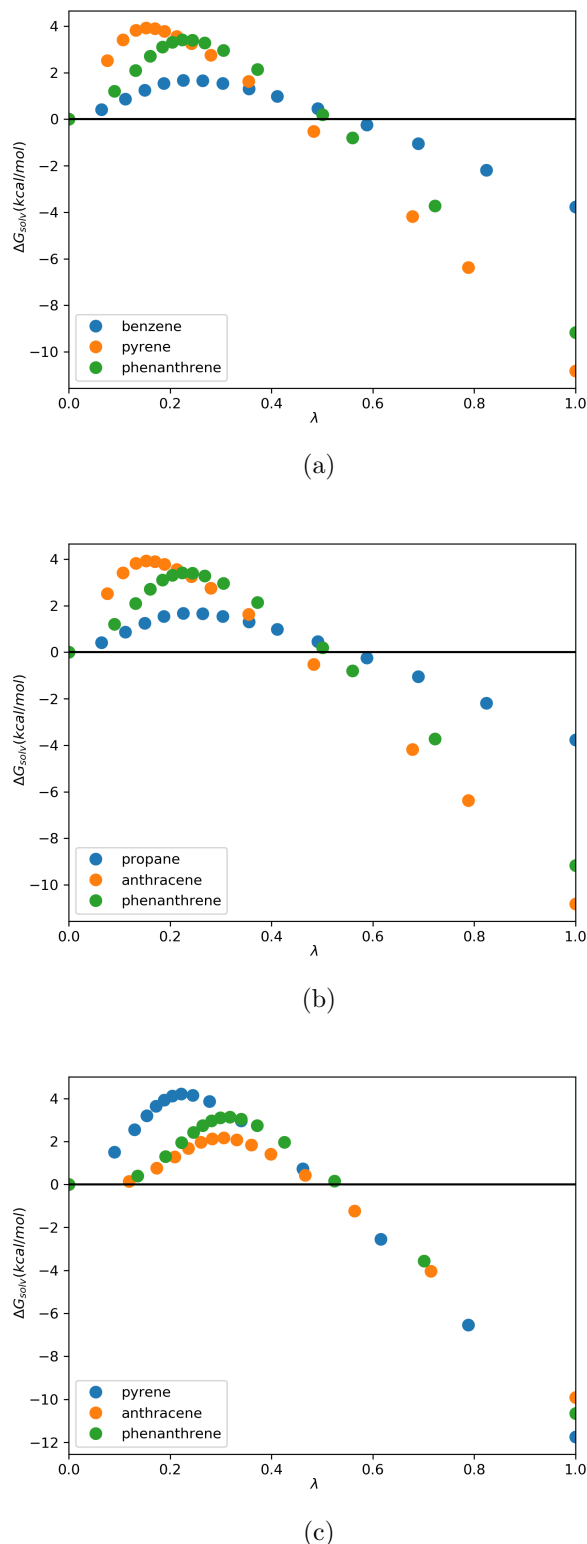 4
2
0
−2
−4
−6
−8
−10
ΔG_solv(kcal/mol)
benzene
pyrene
phenanthrene
0.0 0.2 0.4 0.6 0.8 1.0
λ
(a)
4
2
0
−2
−4
−6
−8
−10
ΔG_solv(kcal/mol)
propane
anthracene
phenanthrene
0.0 0.2 0.4 0.6 0.8 1.0
λ
(b)
4
2
0
−2
−4
−6
−8
−10
−12
ΔG_solv(kcal/mol)
pyrene
anthracene
phenanthrene
0.0 0.2 0.4 0.6 0.8 1.0
λ
(c)